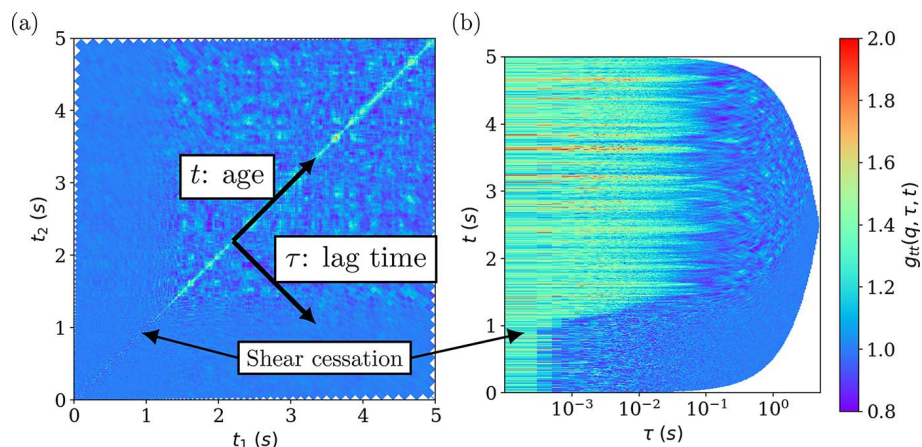 (a)
5
4
3
2
1
0
t₂ (s)
0 1 2 3 4 5
t₁ (s)
t: age
τ: lag time
Shear cessation
(b)
5
4
3
2
1
0
t (s)
10⁻³ 10⁻² 10⁻¹ 10⁰
τ (s)
2.0
1.8
1.6
1.4
1.2
1.0
0.8
g_tt(q, τ, t)